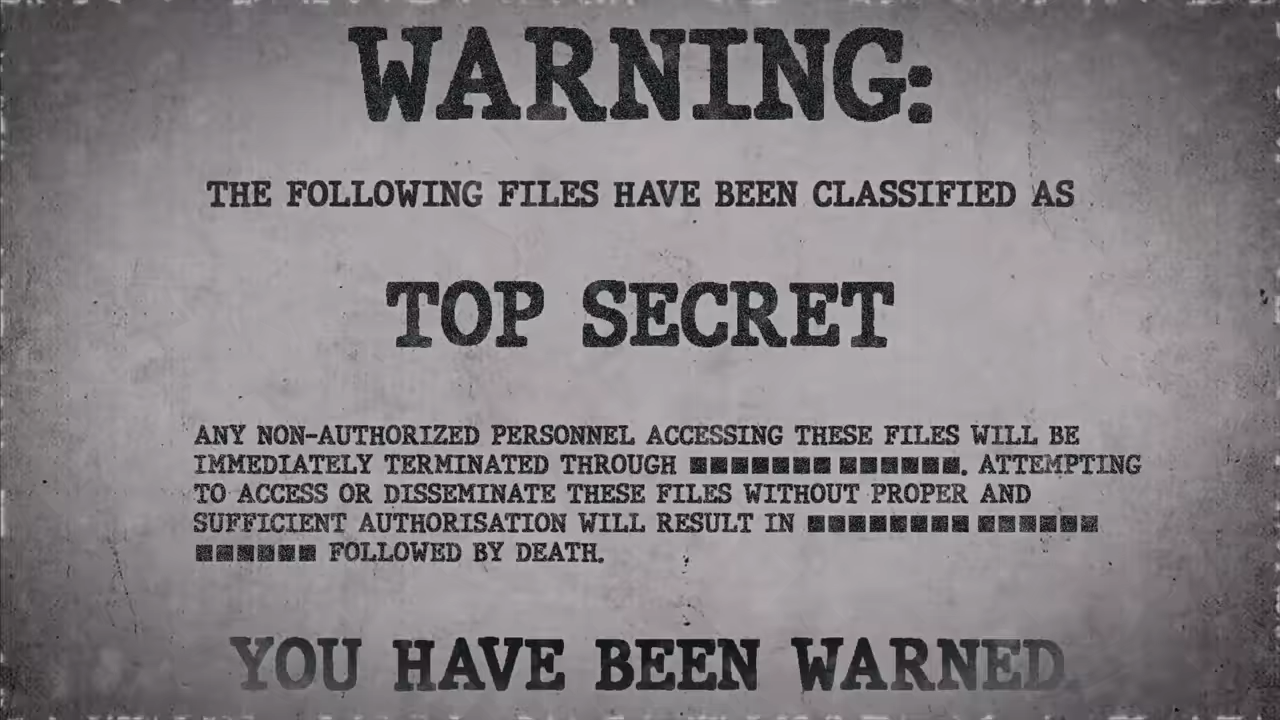 WARNING:
THE FOLLOWING FILES HAVE BEEN CLASSIFIED AS
TOP SECRET
ANY NON-AUTHORIZED PERSONNEL ACCESSING THESE FILES WILL BE
IMMEDIATELY TERMINATED THROUGH ■■■■■■■ ■■■■■■. ATTEMPTING
TO ACCESS OR DISSEMINATE THESE FILES WITHOUT PROPER AND
SUFFICIENT AUTHORISATION WILL RESULT IN ■■■■■■■■ ■■■■■■
■■■■■■ FOLLOWED BY DEATH.
YOU HAVE BEEN WARNED.